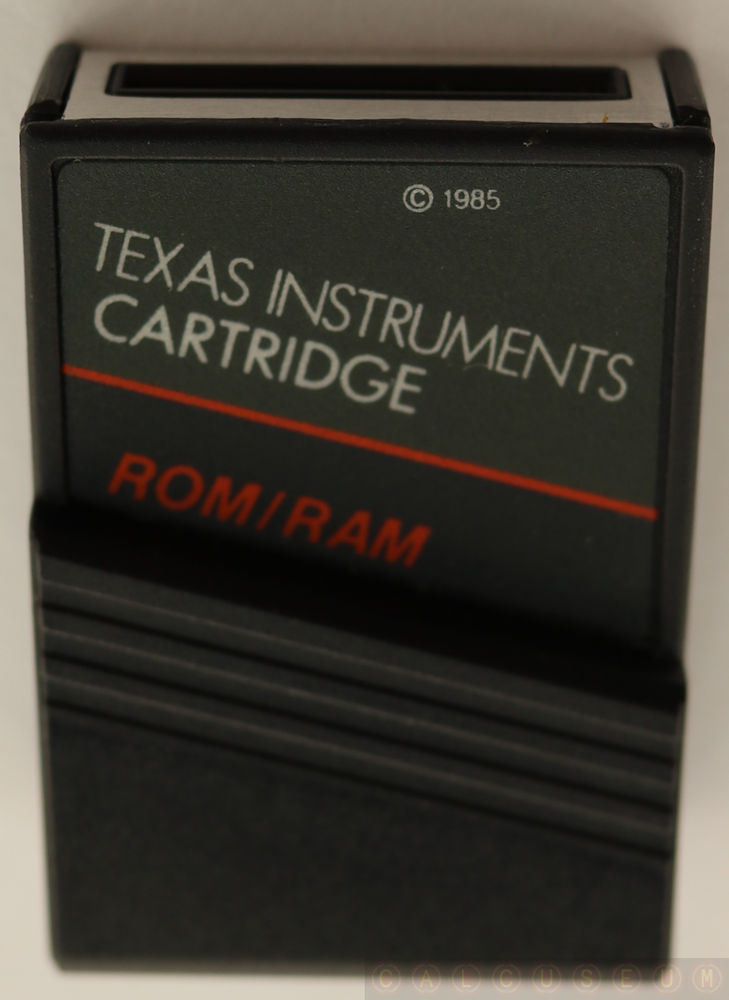 © 1985
TEXAS INSTRUMENTS
CARTRIDGE
ROM/RAM
CALCUSEUM